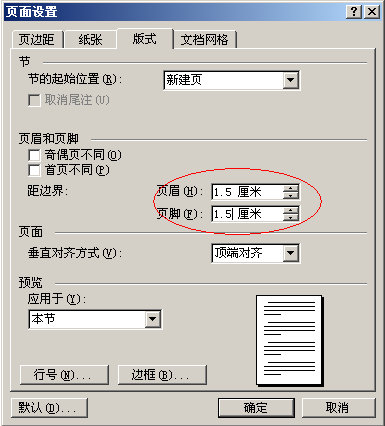 页面设置
页边距 纸张 版式 文档网格
节
节的起始位置(R): 新建页
取消尾注(U)
页眉和页脚
奇偶页不同(O)
首页不同(P)
距边界: 页眉(H): 1.5 厘米
页脚(F): 1.5 厘米
页面
垂直对齐方式(V): 顶端对齐
预览
应用于(Y):
本节
行号(N)... 边框(B)...
默认(D)... 确定 取消